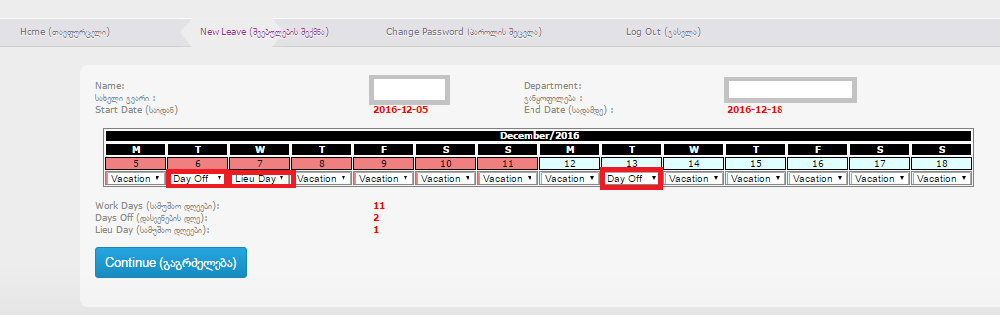 Home (თავფურცელი) New Leave (შვებულების შექმნა) Change Password (პაროლის შეცვლა) Log Out (გასვლა)
Name: Department:
სახელი გვარი : განყოფილება :
Start Date (საიდან) 2016-12-05 End Date (სადამდე) : 2016-12-18
December/2016
M T W T F S S M T W T F S S
5 6 7 8 9 10 11 12 13 14 15 16 17 18
Vacation Day Off Lieu Day Vacation Vacation Vacation Vacation Vacation Day Off Vacation Vacation Vacation Vacation Vacation
Work Days (სამუშაო დღეები): 11
Days Off (დასვენების დღე): 2
Lieu Day (სამუშაო დღეები): 1
Continue (გაგრძელება)